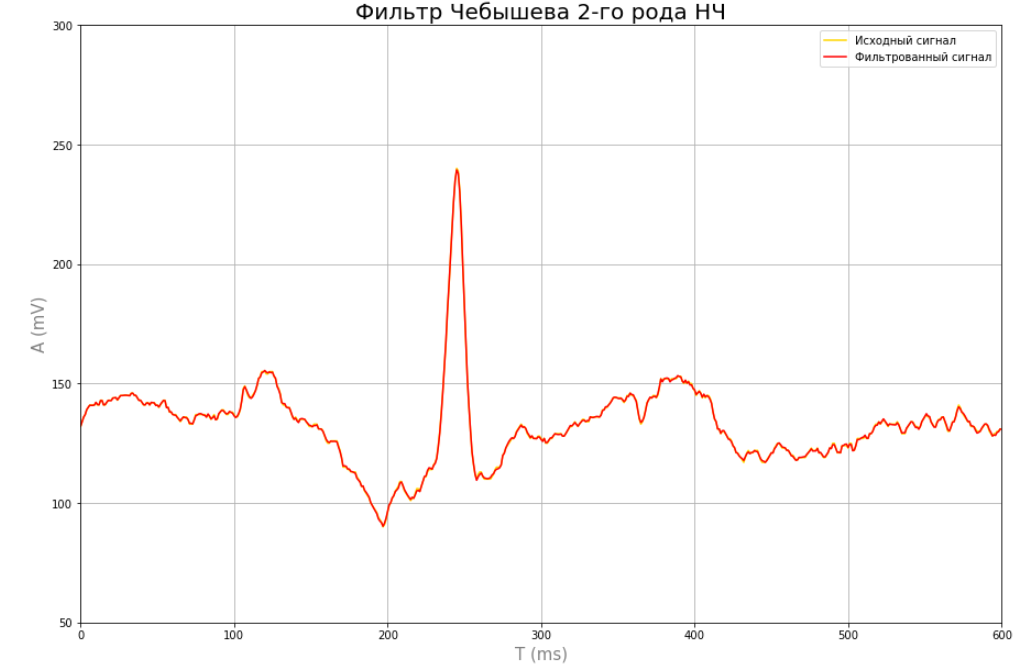 Фильтр Чебышева 2-го рода НЧ
Исходный сигнал
Фильтрованный сигнал
300
250
200
150
100
50
A (mV)
0 100 200 300 400 500 600
T (ms)